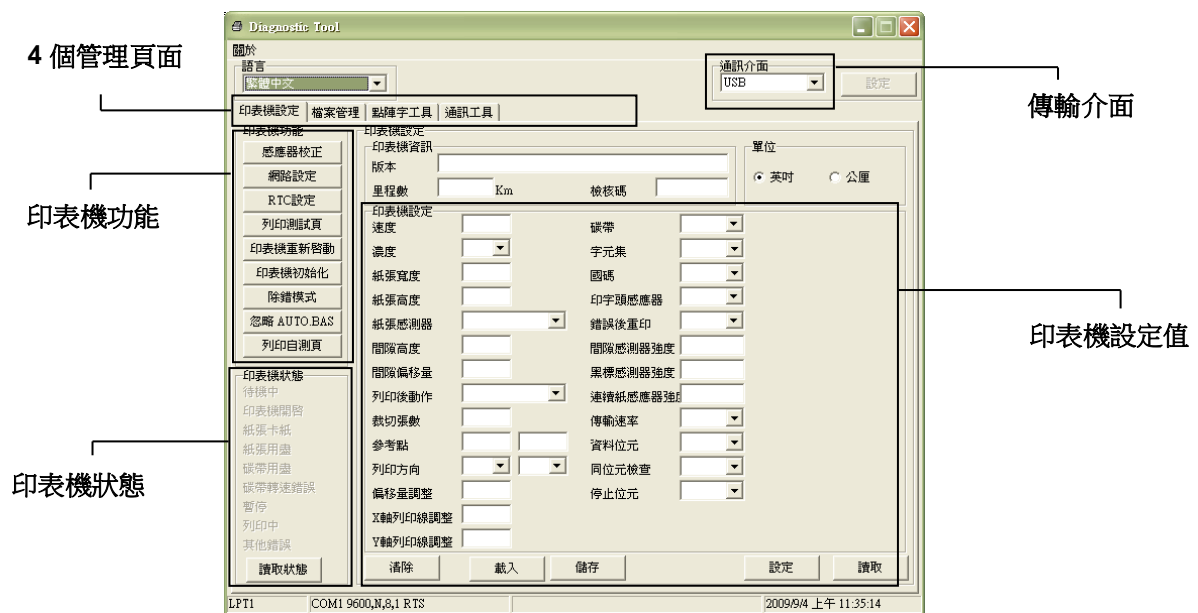 Diagnostic Tool
關於
語言
繁體中文
通訊介面
USB
設定
4 個管理頁面
傳輸介面
印表機設定 檔案管理 點陣字工具 通訊工具
印表機功能
感應器校正
網路設定
RTC設定
列印測試頁
印表機重新啓動
印表機初始化
除錯模式
忽略 AUTO.BAS
列印自測頁
印表機功能
印表機狀態
待機中
印表機開啓
紙張卡紙
紙張用盡
碳帶用盡
碳帶轉速錯誤
暫停
列印中
其他錯誤
讀取狀態
印表機狀態
印表機設定
印表機資訊
版本
里程數 Km 檢核碼
單位
英吋 公厘
印表機設定
速度 碳帶
濃度 字元集
紙張寬度 國碼
紙張高度 印字頭感應器
紙張感測器 錯誤後重印
間隙高度 間隙感測器強度
間隙偏移量 黑標感測器強度
列印後動作 連續紙感應器強度
裁切張數 傳輸速率
參考點 資料位元
列印方向 同位元檢查
偏移量調整 停止位元
X軸列印線調整
Y軸列印線調整
清除 載入 儲存 設定 讀取
印表機設定值
LPT1 COM1 9600,N,8,1 RTS 2009/9/4 上午 11:35:14